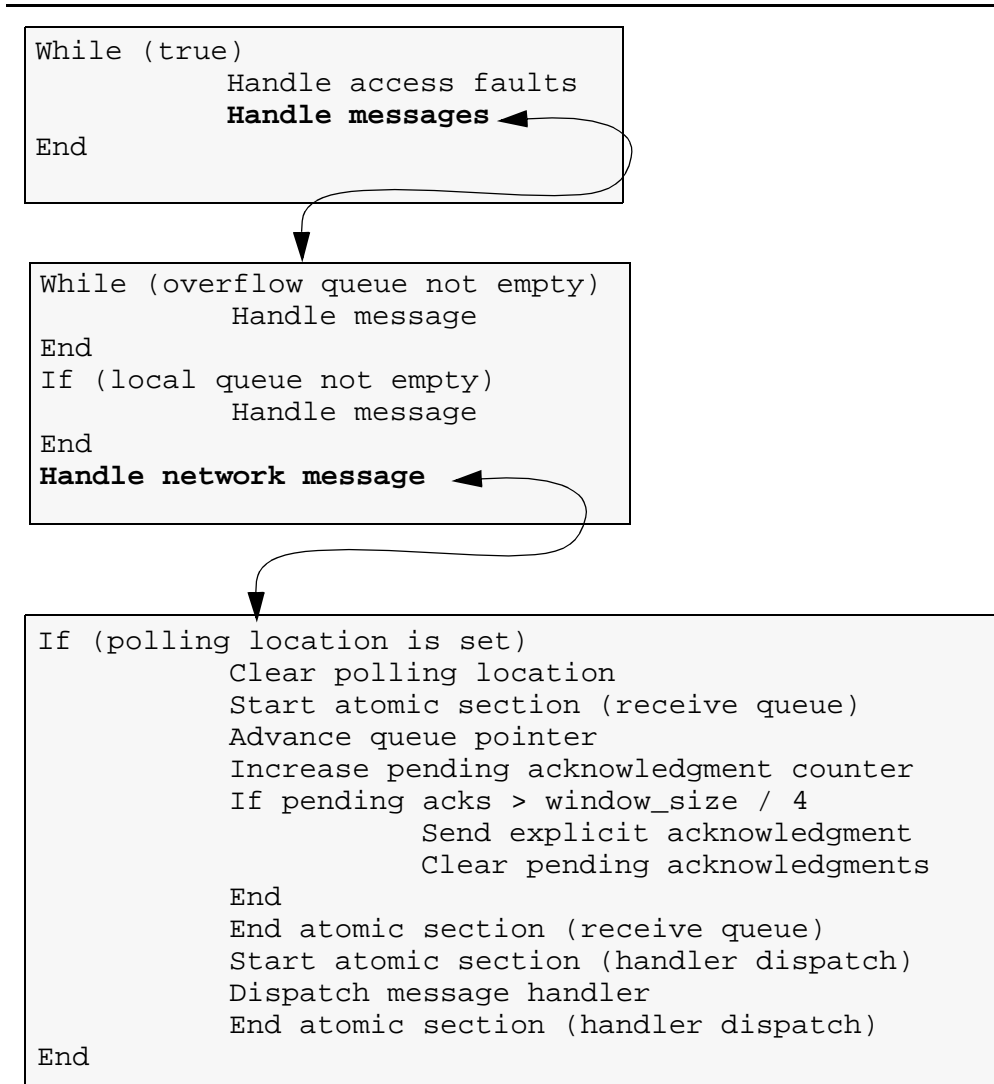 While (true)
Handle access faults
Handle messages
End
While (overflow queue not empty)
Handle message
End
If (local queue not empty)
Handle message
End
Handle network message
If (polling location is set)
Clear polling location
Start atomic section (receive queue)
Advance queue pointer
Increase pending acknowledgment counter
If pending acks > window_size / 4
Send explicit acknowledgment
Clear pending acknowledgments
End
End atomic section (receive queue)
Start atomic section (handler dispatch)
Dispatch message handler
End atomic section (handler dispatch)
End